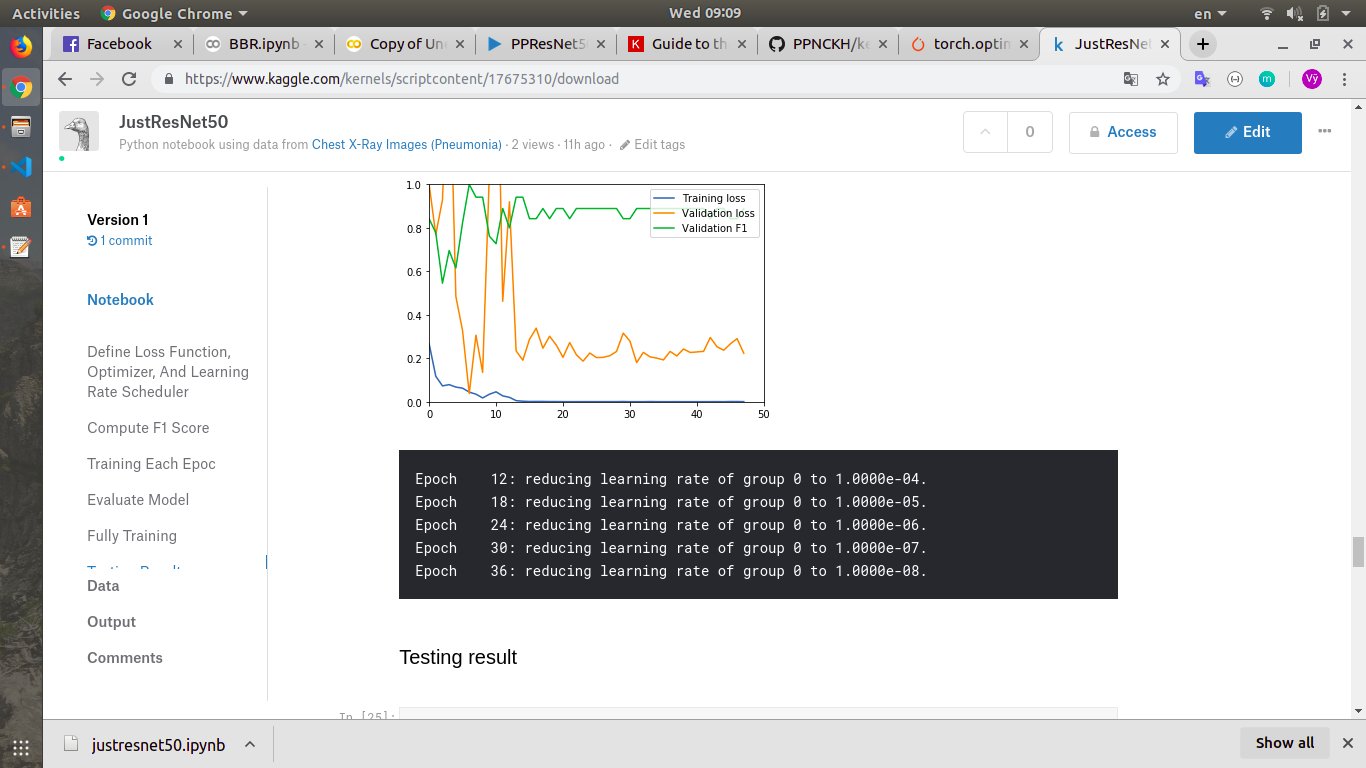 Activities
Google Chrome
Wed 09:09
en
Facebook
BBR.ipynb
Copy of Un
PPResNet5
Guide to th
PPNCKH/k
torch.optim
JustResNet
https://www.kaggle.com/kernels/scriptcontent/17675310/download
Vỹ
JustResNet50
Python notebook using data from Chest X-Ray Images (Pneumonia) · 2 views · 11h ago · Edit tags
0
Access
Edit
Version 1
1 commit
Notebook
Define Loss Function,
Optimizer, And Learning
Rate Scheduler
Compute F1 Score
Training Each Epoc
Evaluate Model
Fully Training
Testing Result
Data
Output
Comments
1.0
0.8
0.6
0.4
0.2
0.0
0 10 20 30 40 50
Training loss
Validation loss
Validation F1
Epoch    12: reducing learning rate of group 0 to 1.0000e-04.
Epoch    18: reducing learning rate of group 0 to 1.0000e-05.
Epoch    24: reducing learning rate of group 0 to 1.0000e-06.
Epoch    30: reducing learning rate of group 0 to 1.0000e-07.
Epoch    36: reducing learning rate of group 0 to 1.0000e-08.
Testing result
In [25]:
justresnet50.ipynb
Show all